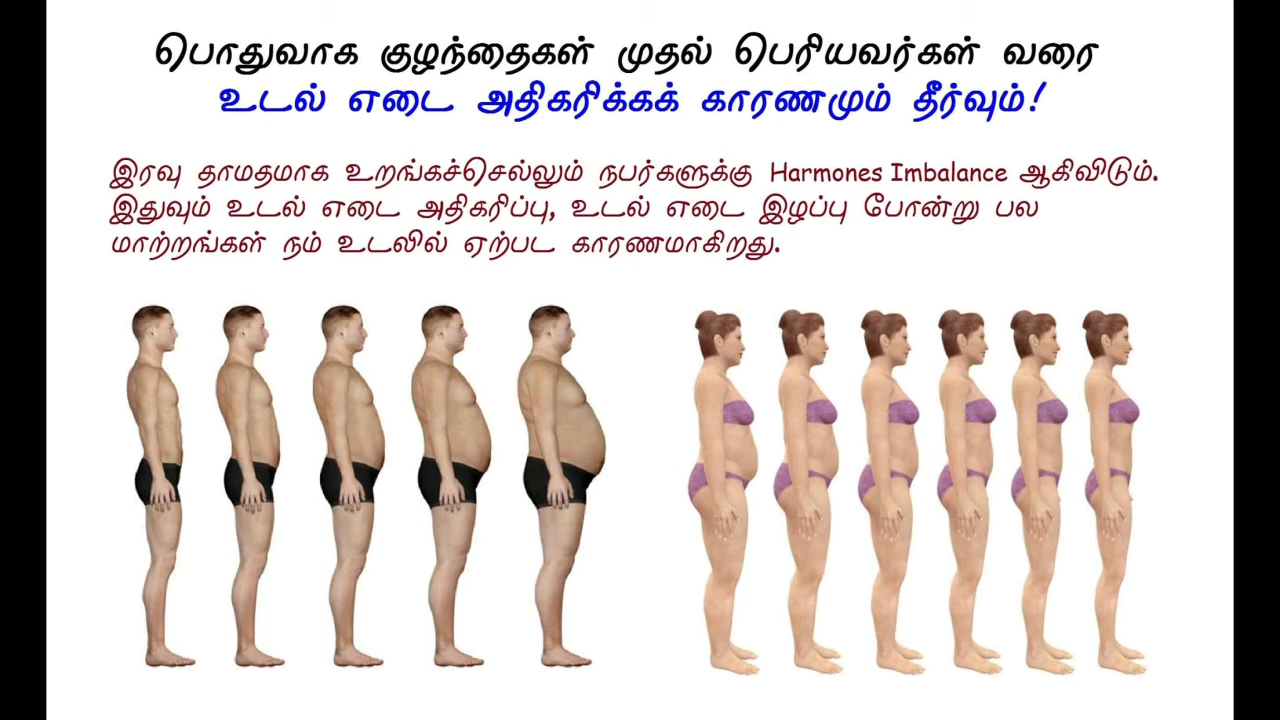 பொதுவாக குழந்தைகள் முதல் பெரியவர்கள் வரை
உடல் எடை அதிகரிக்கக் காரணமும் தீர்வும்!
இரவு தாமதமாக உறங்கச்செல்லும் நபர்களுக்கு Harmones Imbalance ஆகிவிடும்.
இதுவும் உடல் எடை அதிகரிப்பு, உடல் எடை இழப்பு போன்று பல
மாற்றங்கள் நம் உடலில் ஏற்பட காரணமாகிறது.